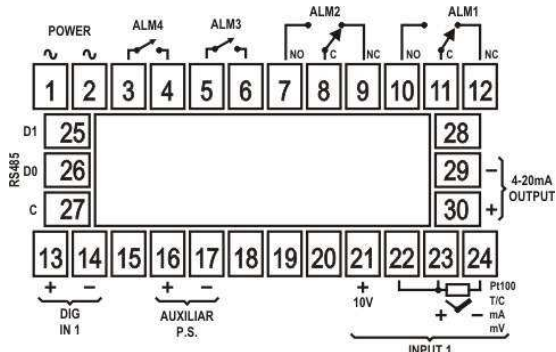 POWER ALM4 ALM3 ALM2 ALM1
NO C NC NO C NC
1 2 3 4 5 6 7 8 9 10 11 12
D1 25 28
RS485
D0 26 29 − 4-20mA
OUTPUT
C 27 30 +
13 14 15 16 17 18 19 20 21 22 23 24
+ − + − + Pt100
10V T/C
DIG AUXILIAR + − mA
IN 1 P.S. mV
INPUT 1